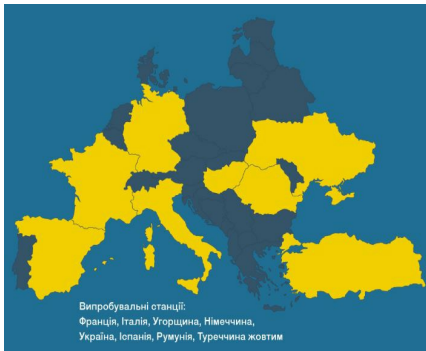 Випробувальні станції:
Франція, Італія, Угорщина, Німеччина,
Україна, Іспанія, Румунія, Туреччина жовтим